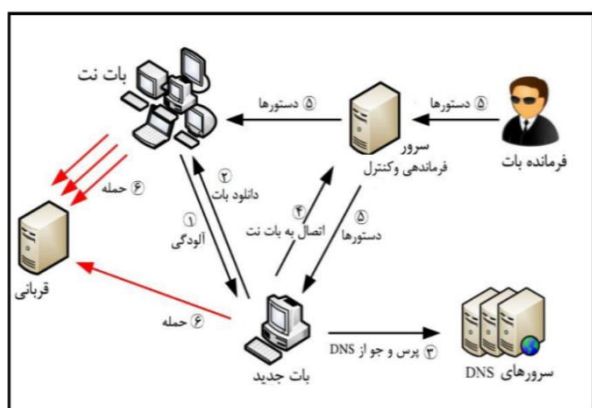 بات نت
⑤ دستورها
⑤ دستورها
سرور
فرماندهی وکنترل
فرمانده بات
⑥ حمله
② دانلود بات
① آلودگی
④ اتصال به بات نت
⑤ دستورها
قربانی
⑥ حمله
بات جدید
③ پرس و جو از DNS
سرورهای DNS